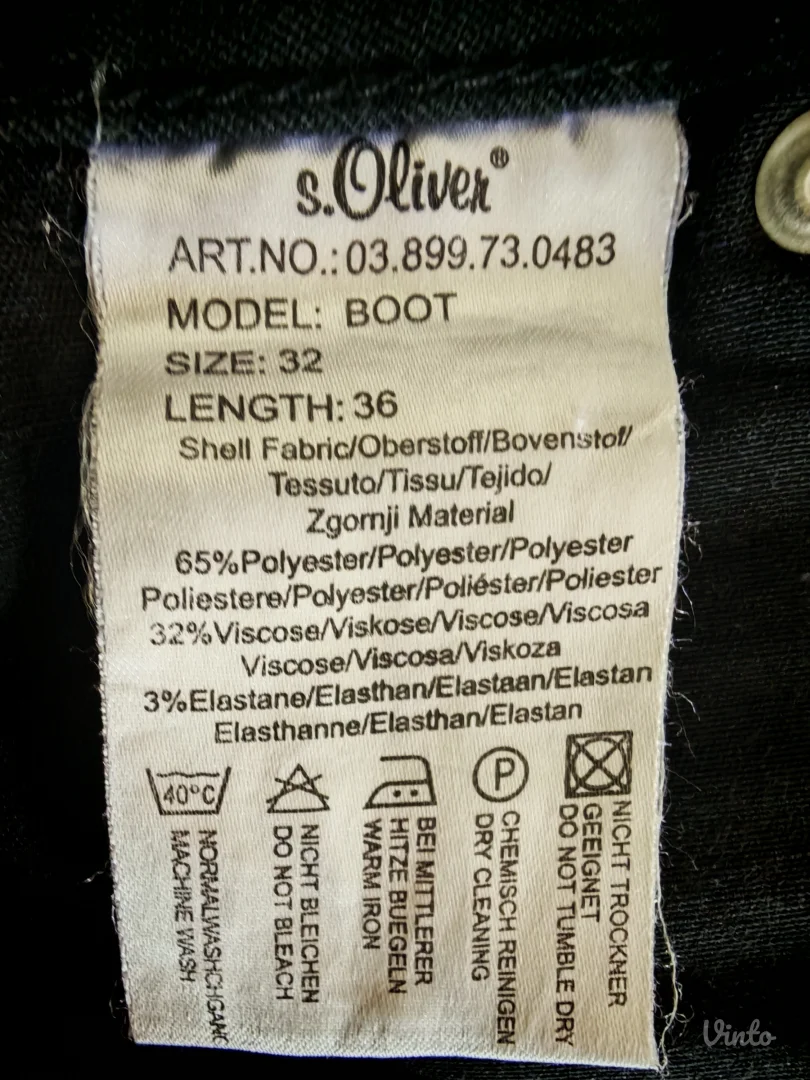 s.Oliver®
ART.NO.: 03.899.73.0483
MODEL: BOOT
SIZE: 32
LENGTH: 36
Shell Fabric/Oberstoff/Bovenstof/
Tessuto/Tissu/Tejido/
Zgornji Material
65%Polyester/Polyester/Polyester
Poliestere/Polyester/Poliéster/Poliester
32%Viscose/Viskose/Viscose/Viscosa
Viscose/Viscosa/Viskoza
3%Elastane/Elasthan/Elastaan/Elastan
Elasthanne/Elasthan/Elastan
40°C
P
NORMALWASHCHGANG
MACHINE WASH
NICHT BLEICHEN
DO NOT BLEACH
BEI MITTLERER
HITZE BUEGELN
WARM IRON
CHEMISCH REINIGEN
DRY CLEANING
NICHT TROCKNER
GEEIGNET
DO NOT TUMBLE DRY
Vinto